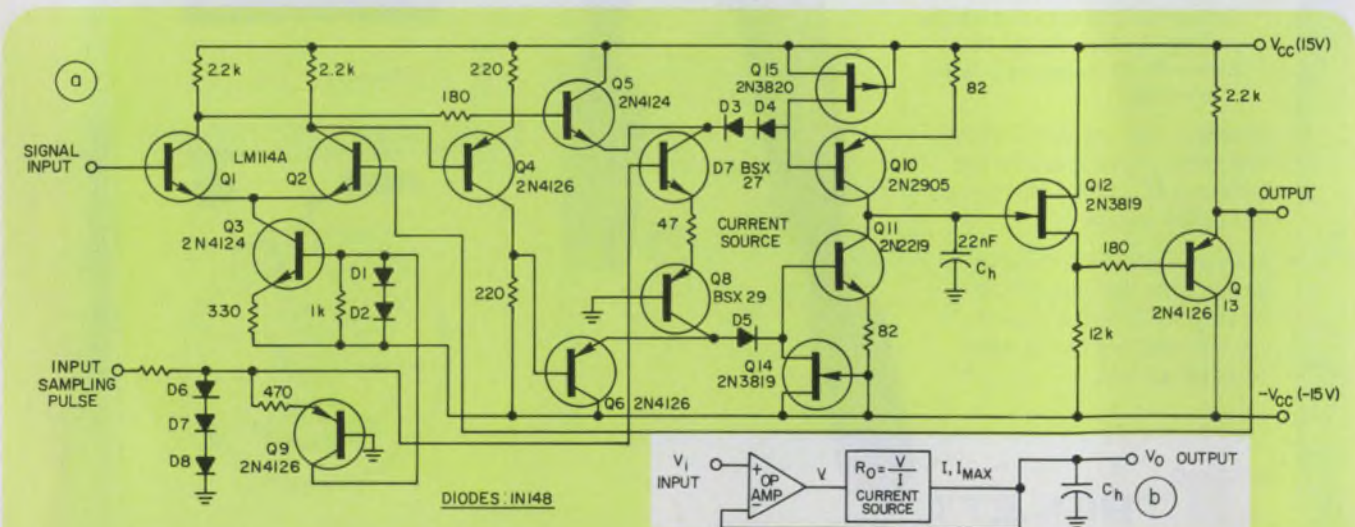 a
VCC (15V)
2.2k
2.2k
220
Q5
2N4124
Q15
2N3820
82
180
D3 D4
2.2k
SIGNAL
INPUT
LM114A
Q1
Q2
Q4
2N4126
D7 BSX
27
Q10
2N2905
Q12
2N3819
OUTPUT
Q3
2N4124
47
CURRENT
SOURCE
Q11
2N2219
22nF
Ch
180
D1
D2
1k
330
220
Q8
BSX 29
D5
82
12k
Q
13
2N4126
INPUT
SAMPLING
PULSE
D6
D7
D8
470
Q9
2N4126
Q6 2N4126
Q14
2N3819
-VCC (-15V)
DIODES: IN148
Vi
INPUT
+
-
OP
AMP
V
RO = V/I
CURRENT
SOURCE
I, IMAX
VO OUTPUT
Ch
b